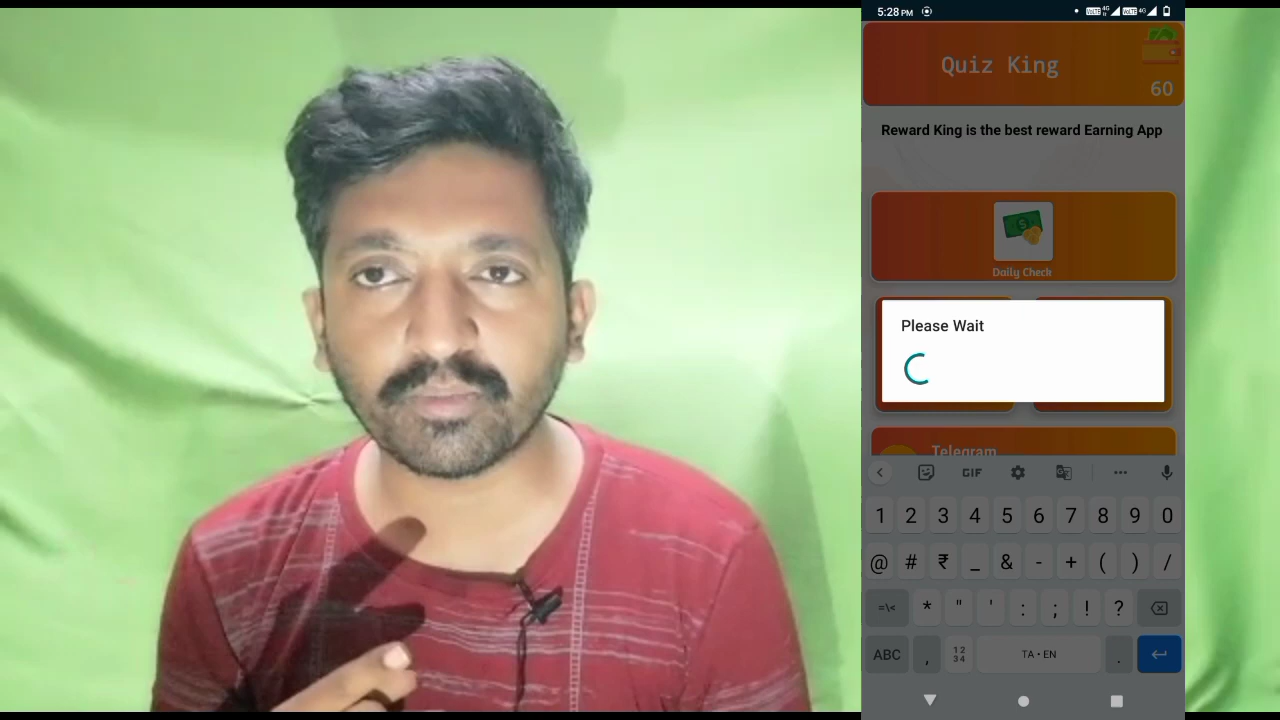 5:28 PM
Quiz King
60
Reward King is the best reward Earning App
Daily Check
Please Wait
Telegram
GIF
1 2 3 4 5 6 7 8 9 0
@ # ₹ _ & - + ( ) /
=\< * " ' : ; ! ?
ABC , 12 34 TA • EN .